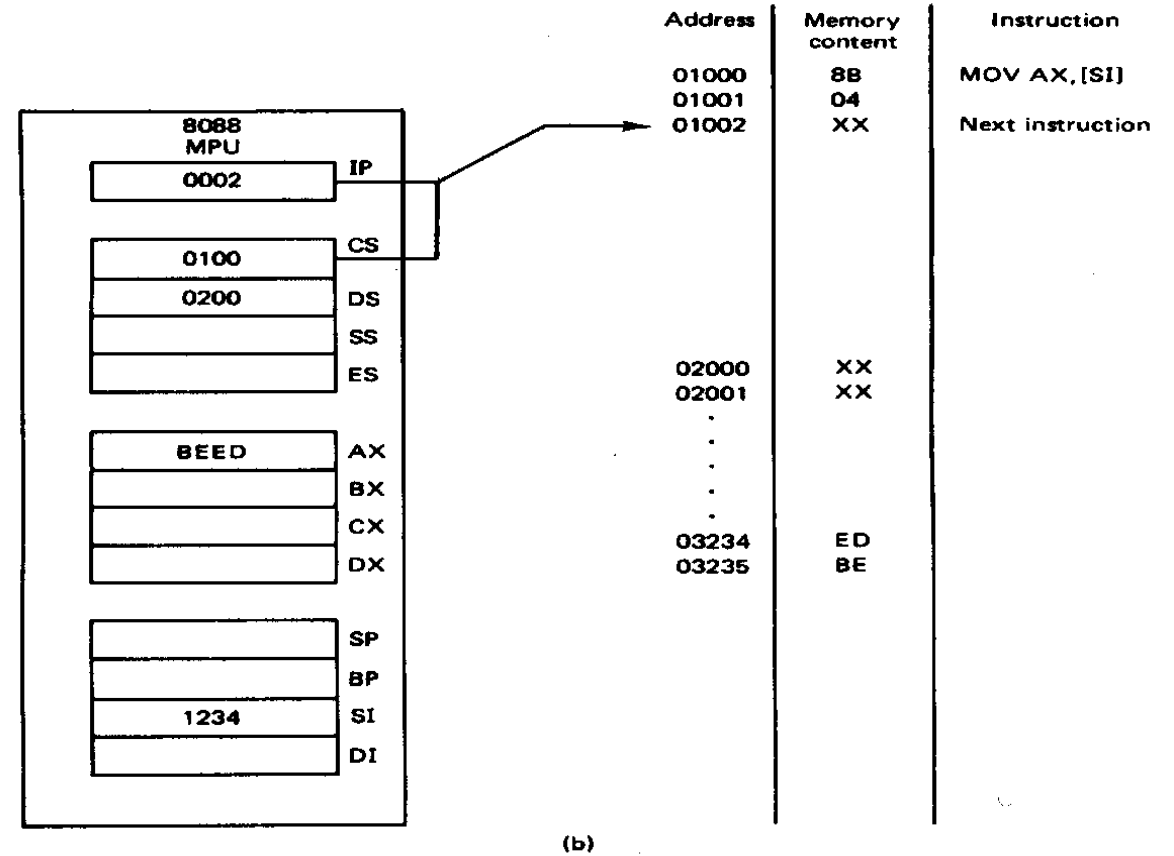 8088
MPU
0002 IP
0100 CS
0200 DS
SS
ES
BEED AX
BX
CX
DX
SP
BP
1234 SI
DI
Address Memory content Instruction
01000 8B MOV AX, [SI]
01001 04
01002 XX Next instruction
02000 XX
02001 XX
03234 ED
03235 BE
(b)